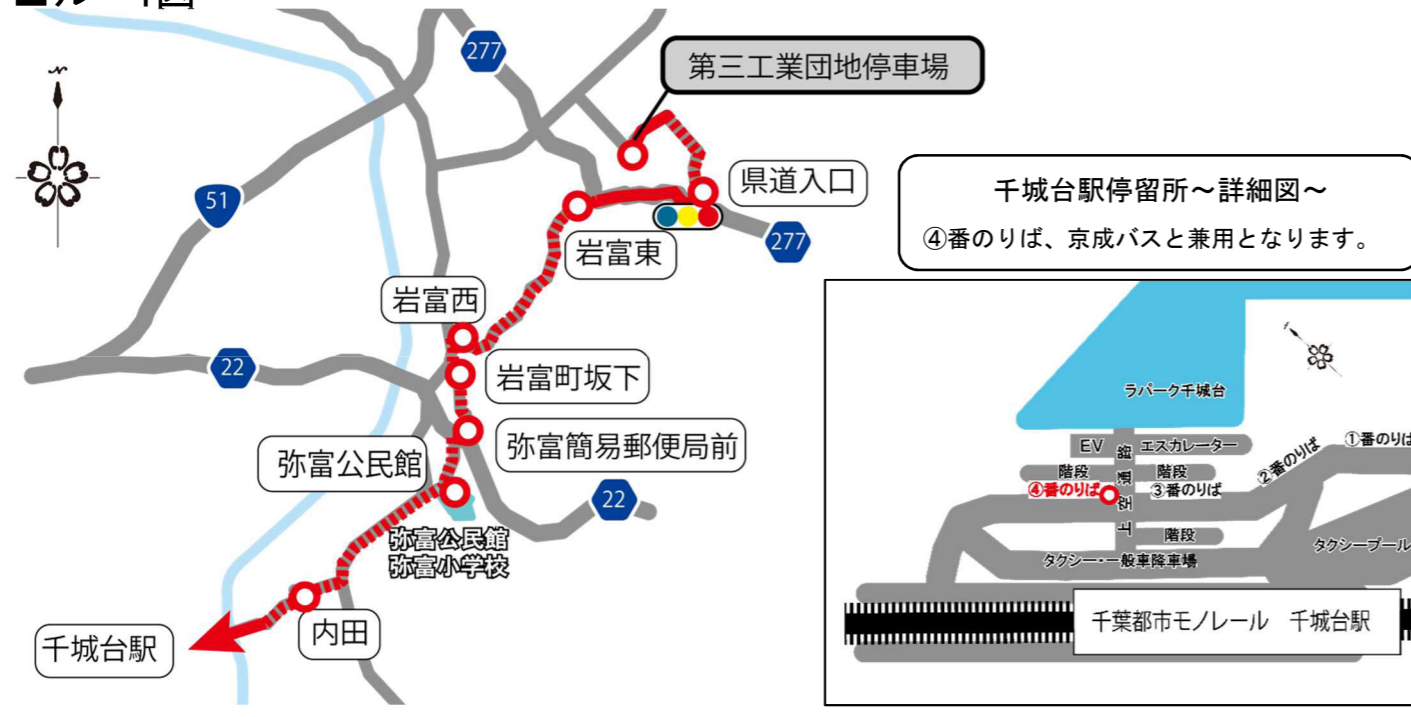 277
第三工業団地停車場
県道入口
51
277
岩富東
岩富西
22
岩富町坂下
弥富簡易郵便局前
弥富公民館
22
弥富公民館
弥富小学校
内田
千城台駅
千城台駅停留所~詳細図~
④番のりば、京成バスと兼用となります。
ラパーク千城台
EV
エスカレーター
階段
階段
④番のりば
③番のりば
②番のりば
①番のりば
上空通路
階段
タクシー・一般車降車場
タクシープール
千葉都市モノレール 千城台駅